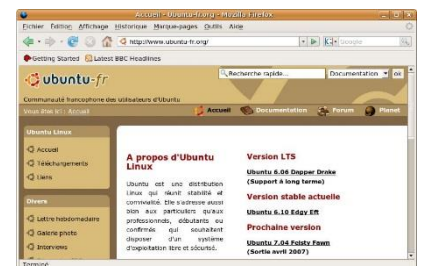 Accueil - Ubuntu-fr.org - Mozilla Firefox
Fichier Edition Affichage Historique Marque-pages Outils Aide
http://www.ubuntu-fr.org/
Google
Getting Started Latest BBC Headlines
ubuntu-fr
Recherche rapide... Documentation ok
Communauté francophone des utilisateurs d'Ubuntu
Vous êtes ici : Accueil
Accueil Documentation Forum Planet
Ubuntu Linux
Accueil
Téléchargements
Liens
Divers
Lettre hebdomadaire
Galerie photo
Interviews
A propos d'Ubuntu
Linux
Ubuntu est une distribution
Linux qui réunit stabilité et
convivialité. Elle s'adresse aussi
bien aux particuliers qu'aux
professionnels, débutants ou
confirmés qui souhaitent
disposer d'un système
d'exploitation libre et sécurisé.
Version LTS
Ubuntu 6.06 Dapper Drake
(Support à long terme)
Version stable actuelle
Ubuntu 6.10 Edgy Eft
Prochaine version
Ubuntu 7.04 Feisty Fawn
(Sortie avril 2007)
Terminé